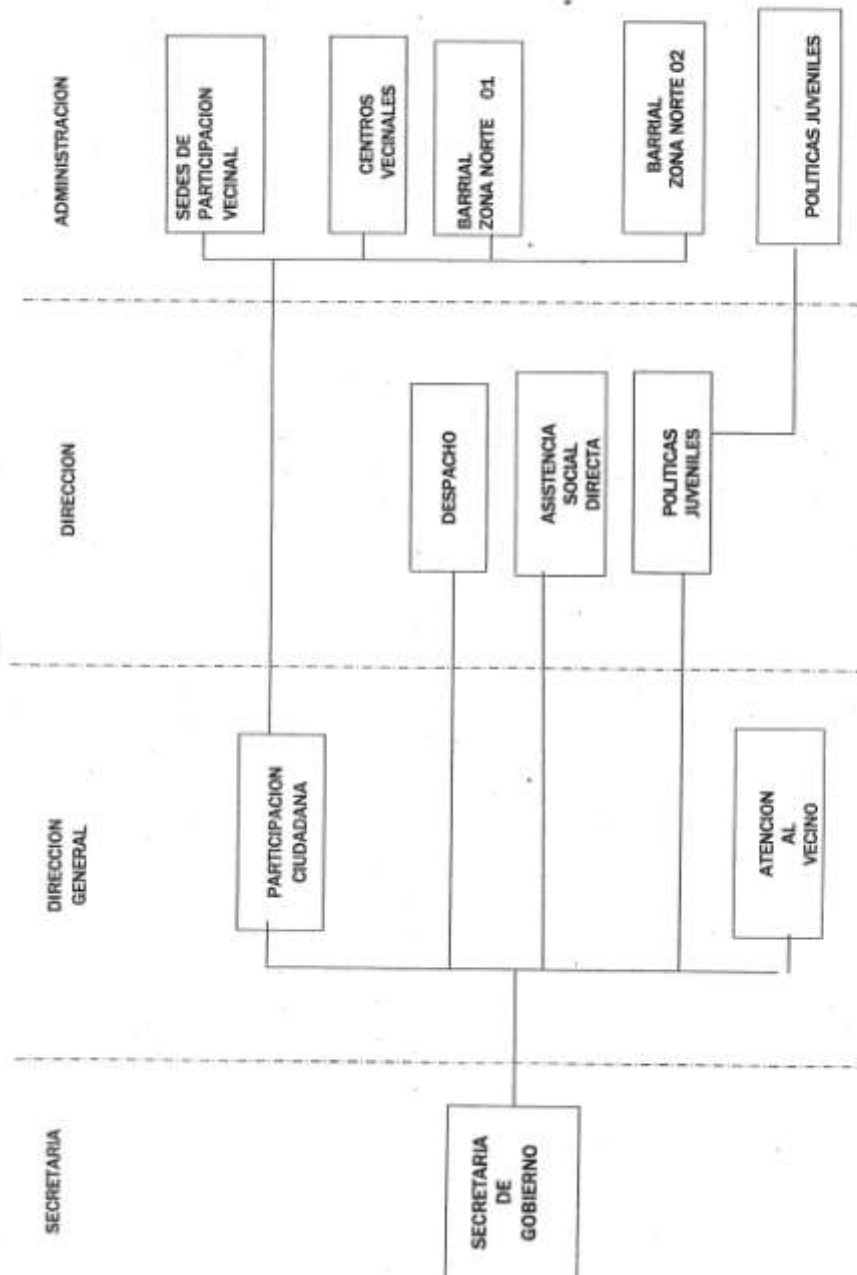 SECRETARIA
DIRECCION
GENERAL
DIRECCION
ADMINISTRACION
SECRETARIA
DE
GOBIERNO
PARTICIPACION
CIUDADANA
ATENCION
AL
VECINO
DESPACHO
ASISTENCIA
SOCIAL
DIRECTA
POLITICAS
JUVENILES
SEDES DE
PARTICIPACION
VECINAL
CENTROS
VECINALES
BARRIAL
ZONA NORTE 01
BARRIAL
ZONA NORTE 02
POLITICAS JUVENILES